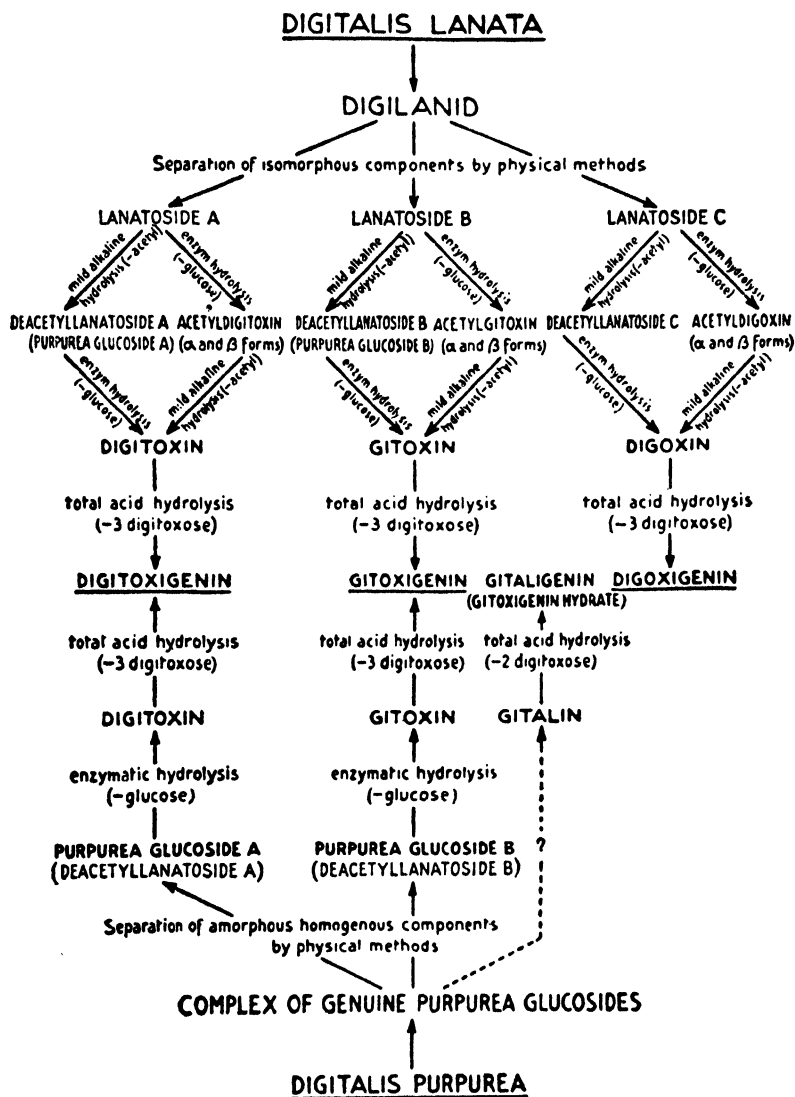 DIGITALIS LANATA
DIGILANID
Separation of isomorphous components by physical methods
LANATOSIDE A
LANATOSIDE B
LANATOSIDE C
mild alkaline
hydrolysis (-acetyl)
enzym hydrolysis
(-glucose)
mild alkaline
hydrolysis (-acetyl)
enzym hydrolysis
(-glucose)
mild alkaline
hydrolysis (-acetyl)
enzym hydrolysis
(-glucose)
DEACETYLLANATOSIDE A
(PURPUREA GLUCOSIDE A)
ACETYLDIGITOXIN
(α and β forms)
DEACETYLLANATOSIDE B
(PURPUREA GLUCOSIDE B)
ACETYLGITOXIN
(α and β forms)
DEACETYLLANATOSIDE C
ACETYLDIGOXIN
(α and β forms)
enzym hydrolysis
(-glucose)
mild alkaline
hydrolysis (-acetyl)
enzym hydrolysis
(-glucose)
mild alkaline
hydrolysis (-acetyl)
enzym hydrolysis
(-glucose)
mild alkaline
hydrolysis (-acetyl)
DIGITOXIN
GITOXIN
DIGOXIN
total acid hydrolysis
(-3 digitoxose)
total acid hydrolysis
(-3 digitoxose)
total acid hydrolysis
(-3 digitoxose)
DIGITOXIGENIN
GITOXIGENIN
GITALIGENIN
(GITOXIGENIN HYDRATE)
DIGOXIGENIN
total acid hydrolysis
(-3 digitoxose)
total acid hydrolysis
(-3 digitoxose)
total acid hydrolysis
(-2 digitoxose)
DIGITOXIN
GITOXIN
GITALIN
enzymatic hydrolysis
(-glucose)
enzymatic hydrolysis
(-glucose)
PURPUREA GLUCOSIDE A
(DEACETYLLANATOSIDE A)
PURPUREA GLUCOSIDE B
(DEACETYLLANATOSIDE B)
?
Separation of amorphous homogenous components
by physical methods
COMPLEX OF GENUINE PURPUREA GLUCOSIDES
DIGITALIS PURPUREA